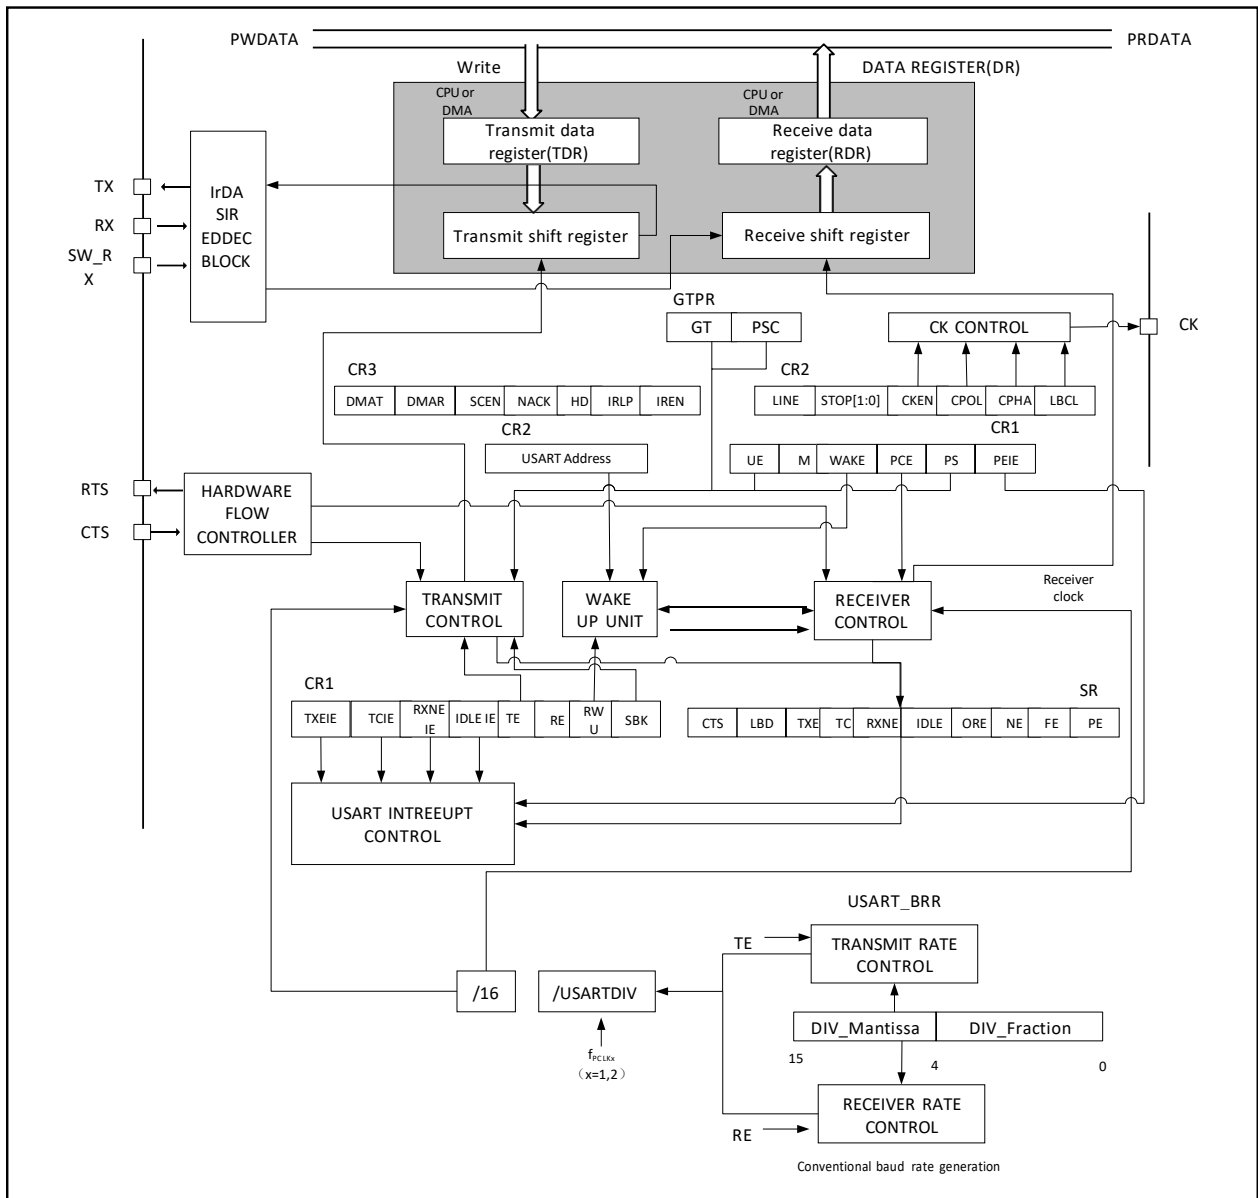 PWDATA
PRDATA
Write
DATA REGISTER(DR)
CPU or
DMA
CPU or
DMA
Transmit data
register(TDR)
Receive data
register(RDR)
TX
RX
SW_R
X
IrDA
SIR
EDDEC
BLOCK
Transmit shift register
Receive shift register
GTPR
GT
PSC
CK CONTROL
CK
CR3
CR2
DMAT
DMAR
SCEN
NACK
HD
IRLP
IREN
LINE
STOP[1:0]
CKEN
CPOL
CPHA
LBCL
CR2
CR1
USART Address
UE
M
WAKE
PCE
PS
PEIE
RTS
CTS
HARDWARE
FLOW
CONTROLLER
TRANSMIT
CONTROL
WAKE
UP UNIT
RECEIVER
CONTROL
Receiver
clock
CR1
SR
TXEIE
TCIE
RXNE
IE
IDLE IE
TE
RE
RW
U
SBK
CTS
LBD
TXE
TC
RXNE
IDLE
ORE
NE
FE
PE
USART INTREEUPT
CONTROL
USART_BRR
TE
TRANSMIT RATE
CONTROL
/16
/USARTDIV
DIV_Mantissa
DIV_Fraction
15
4
0
fPCLKx
（x=1,2）
RECEIVER RATE
CONTROL
RE
Conventional baud rate generation